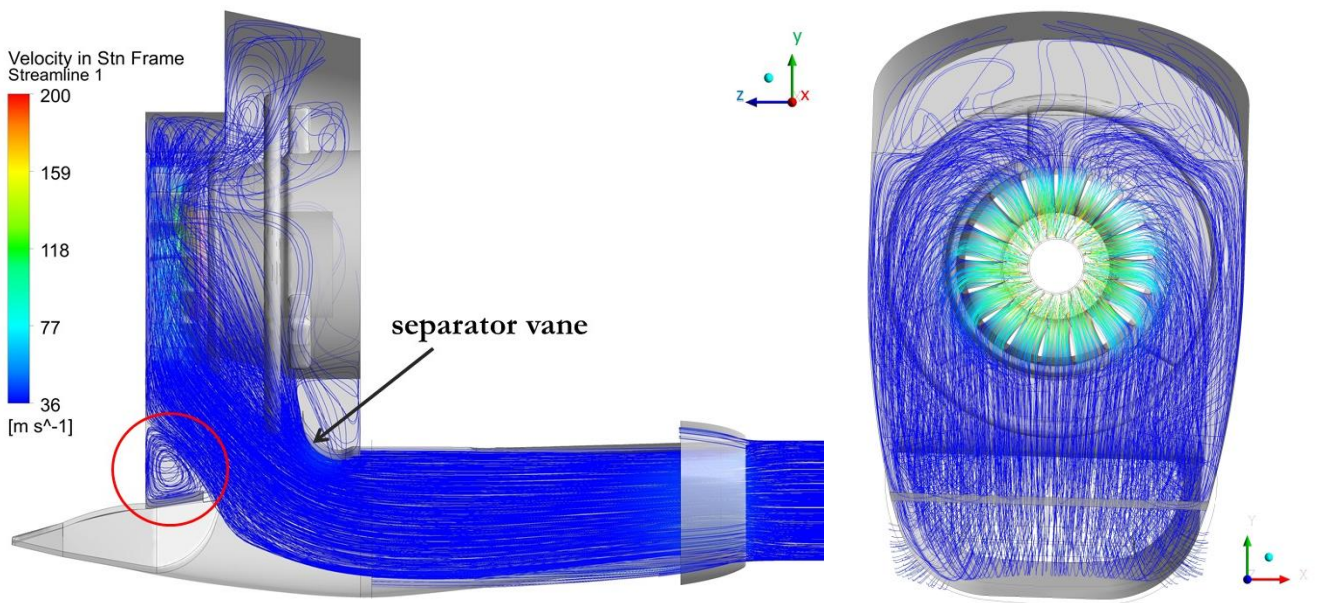 Velocity in Stn Frame
Streamline 1
200
159
118
77
36
[m s^-1]
separator vane
y
z
x
Y
X